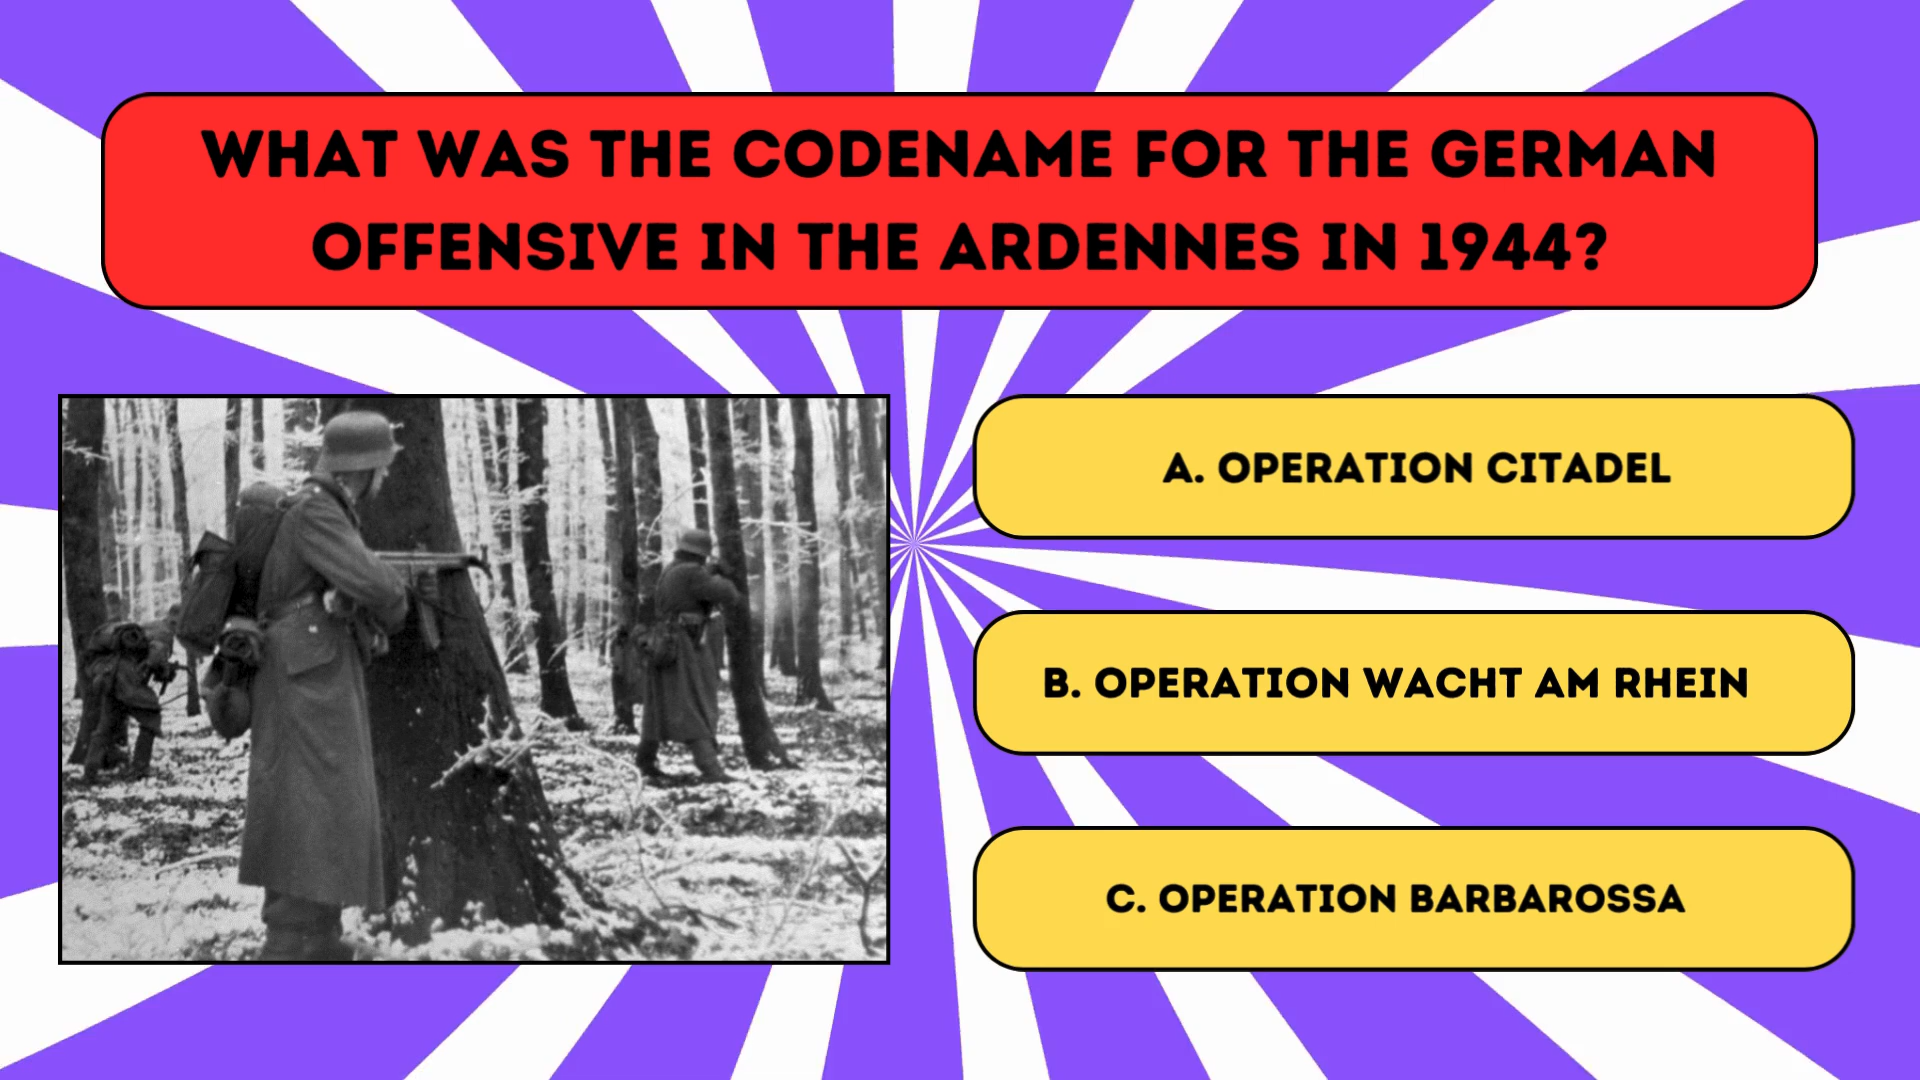 WHAT WAS THE CODENAME FOR THE GERMAN
OFFENSIVE IN THE ARDENNES IN 1944?
A. OPERATION CITADEL
B. OPERATION WACHT AM RHEIN
C. OPERATION BARBAROSSA